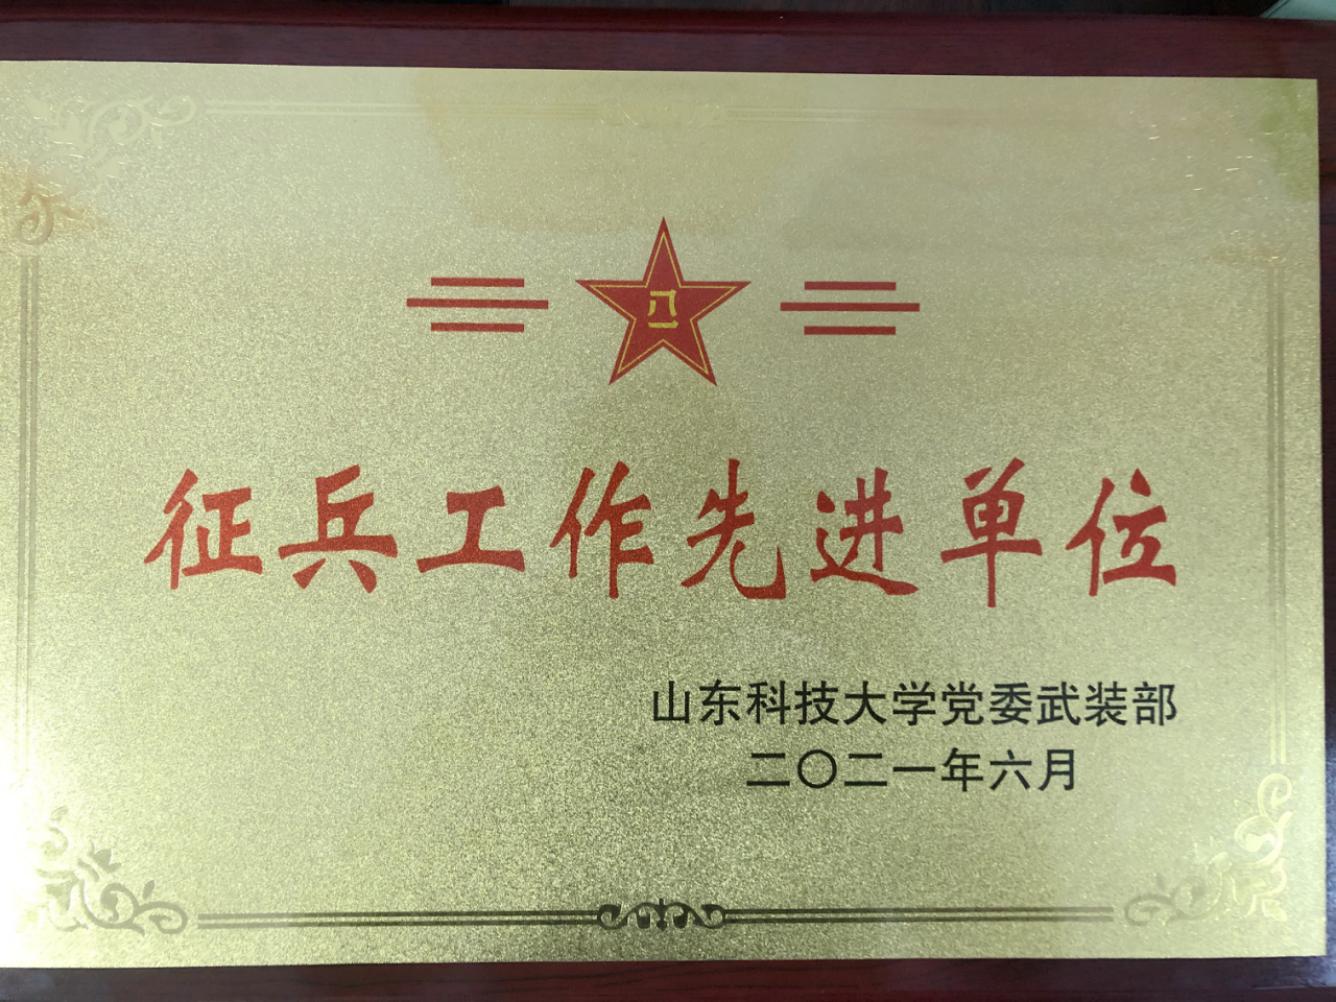 八一
征兵工作先进单位
山东科技大学党委武装部
二〇二一年六月